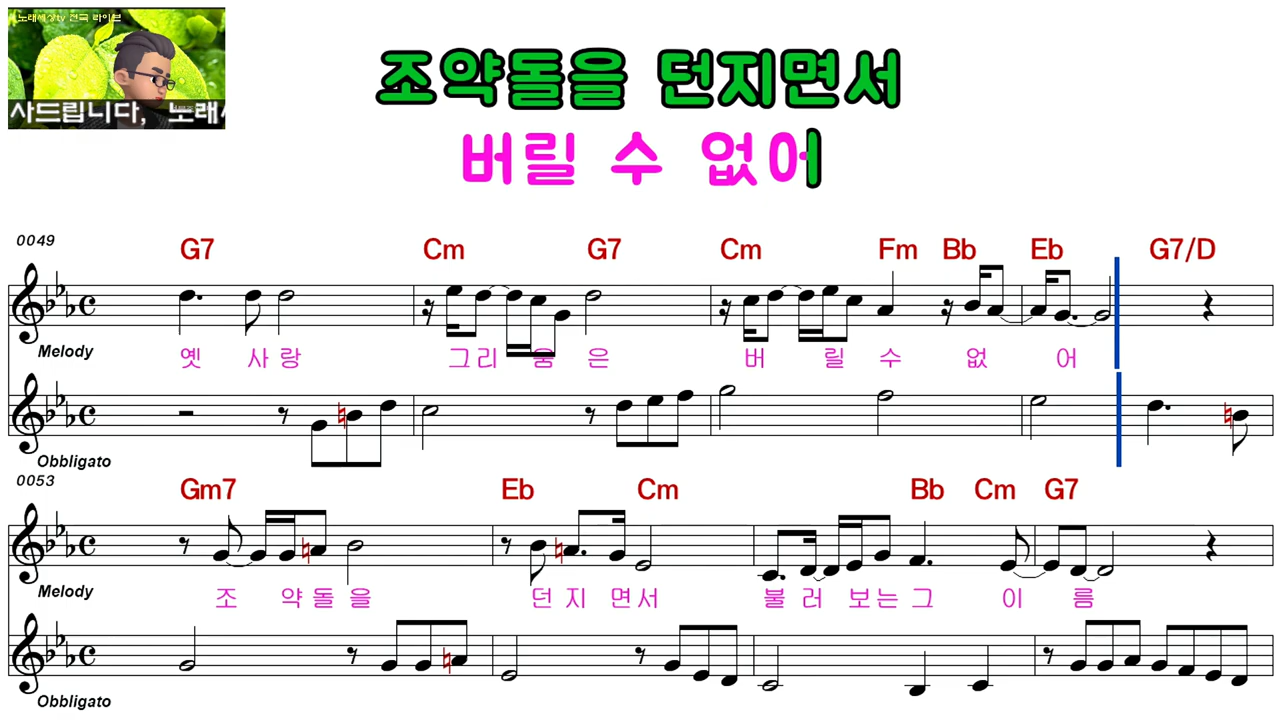 노래세상tv 전국 라이브
사드립니다, 노래세
조약돌을 던지면서
버릴 수 없어
0049
G7 Cm G7 Cm Fm Bb Eb G7/D
Melody 옛 사 랑 그 리 움 은 버 릴 수 없 어
Obbligato
0053
Gm7 Eb Cm Bb Cm G7
Melody 조 약 돌 을 던 지 면 서 불 러 보 는 그 이 름
Obbligato